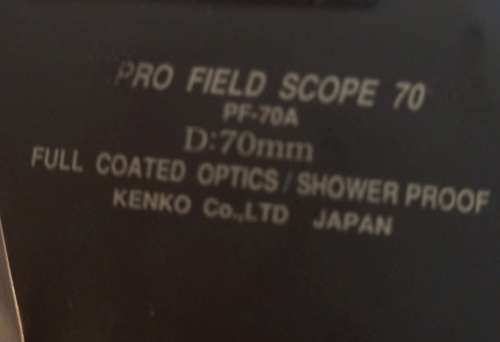 PRO FIELD SCOPE 70
PF-70A
D:70mm
FULL COATED OPTICS / SHOWER PROOF
KENKO Co.,LTD JAPAN